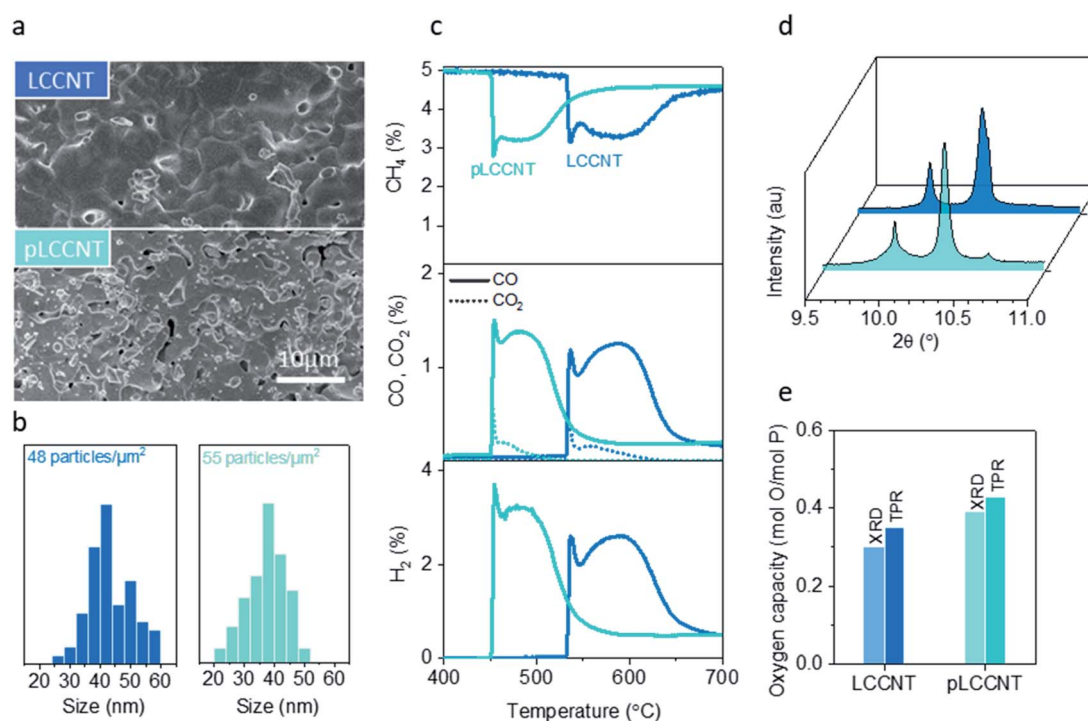 a
LCCNT
pLCCNT
10µm
b
48 particles/µm²
55 particles/µm²
20 30 40 50 60
20 30 40 50 60
Size (nm)
Size (nm)
c
5
4
3
2
1
CH₄ (%)
pLCCNT
LCCNT
2
1
CO, CO₂ (%)
CO
CO₂
4
2
0
H₂ (%)
400
500
600
700
Temperature (°C)
d
Intensity (au)
9.5
10.0
10.5
11.0
2θ (°)
e
Oxygen capacity (mol O/mol P)
0.6
0.4
0.2
0.0
XRD
TPR
XRD
TPR
LCCNT
pLCCNT